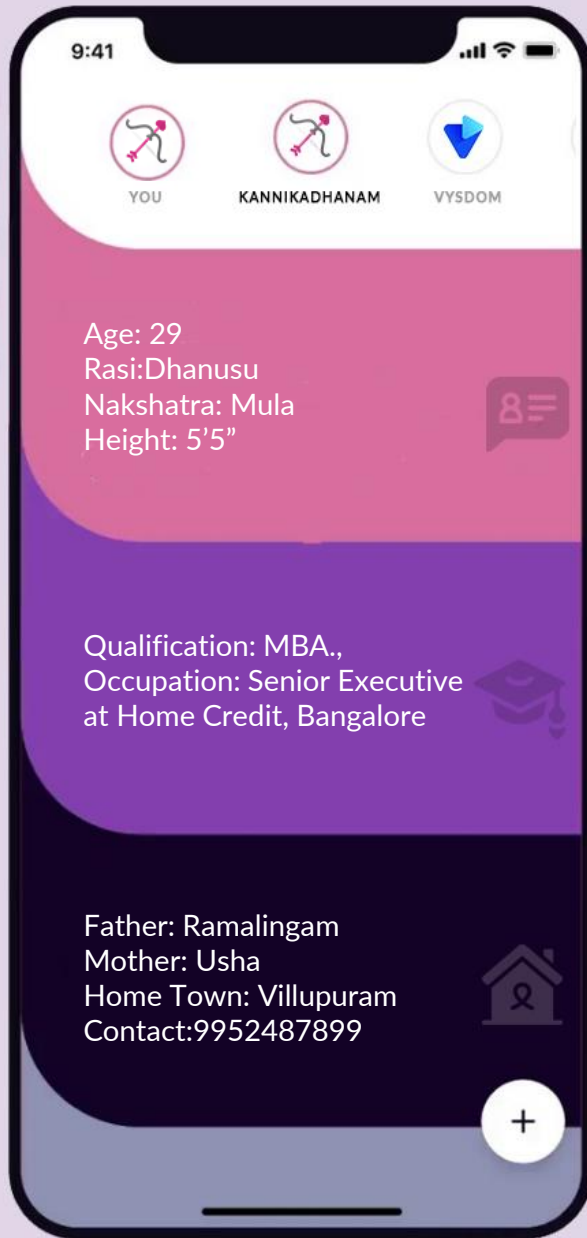 9:41
YOU
KANNIKADHANAM
VYSDOM
Age: 29
Rasi:Dhanusu
Nakshatra: Mula
Height: 5’5”
Qualification: MBA.,
Occupation: Senior Executive
at Home Credit, Bangalore
Father: Ramalingam
Mother: Usha
Home Town: Villupuram
Contact:9952487899
+